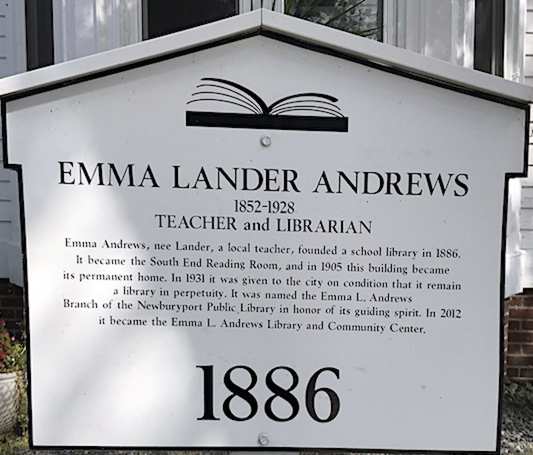 EMMA LANDER ANDREWS
1852-1928
TEACHER and LIBRARIAN
Emma Andrews, nee Lander, a local teacher, founded a school library in 1886.
It became the South End Reading Room, and in 1905 this building became
its permanent home. In 1931 it was given to the city on condition that it remain
a library in perpetuity. It was named the Emma L. Andrews
Branch of the Newburyport Public Library in honor of its guiding spirit. In 2012
it became the Emma L. Andrews Library and Community Center.
1886